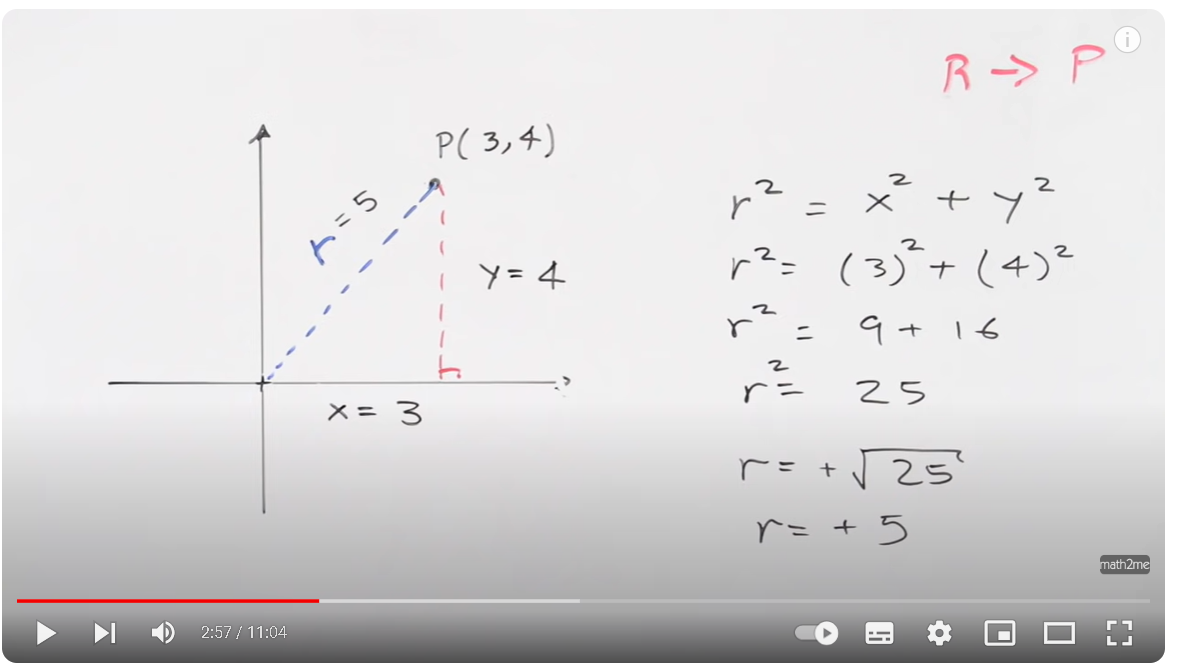 R → P
P(3,4)
r = 5
y = 4
x = 3
r² = x² + y²
r² = (3)² + (4)²
r² = 9 + 16
r² = 25
r = + √25
r = + 5
math2me
2:57 / 11:04